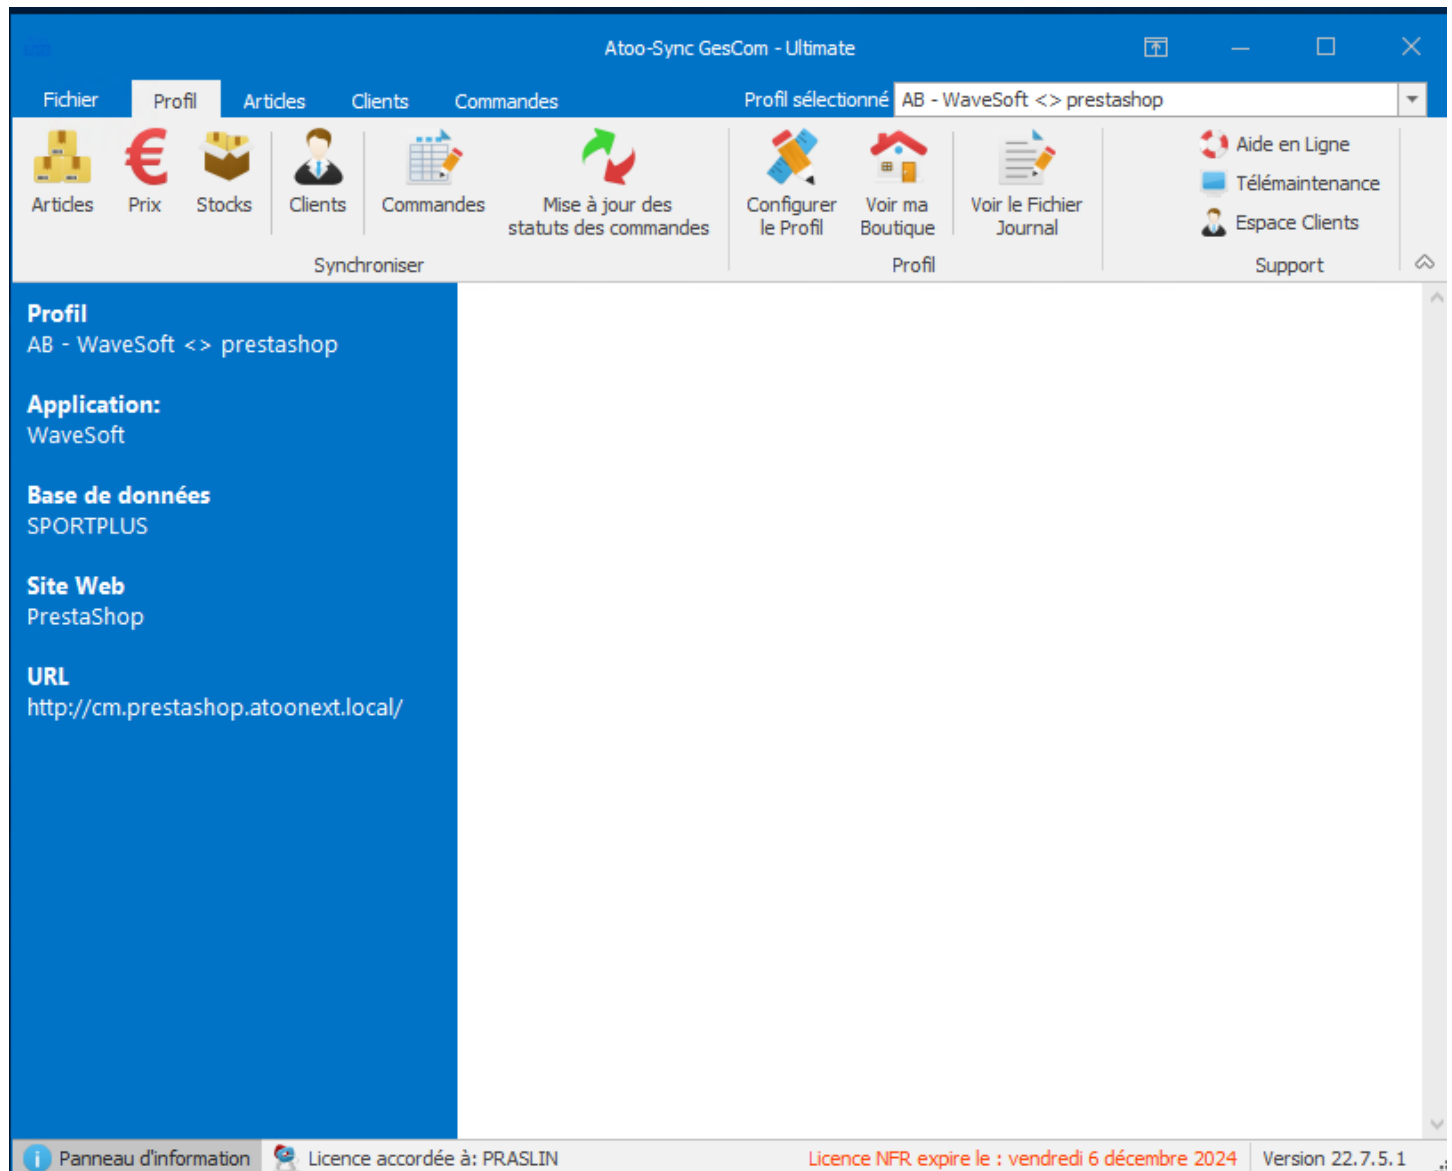 Atoo-Sync GesCom - Ultimate
Fichier Profil Articles Clients Commandes Profil sélectionné AB - WaveSoft <> prestashop
Articles Prix Stocks Clients Commandes Mise à jour des
statuts des commandes
Configurer
le Profil
Voir ma
Boutique
Voir le Fichier
Journal
Aide en Ligne
Télémaintenance
Espace Clients
Synchroniser Profil Support
Profil
AB - WaveSoft <> prestashop
Application:
WaveSoft
Base de données
SPORTPLUS
Site Web
PrestaShop
URL
http://cm.prestashop.atoonext.local/
Panneau d'information Licence accordée à: PRASLIN Licence NFR expire le : vendredi 6 décembre 2024 Version 22.7.5.1